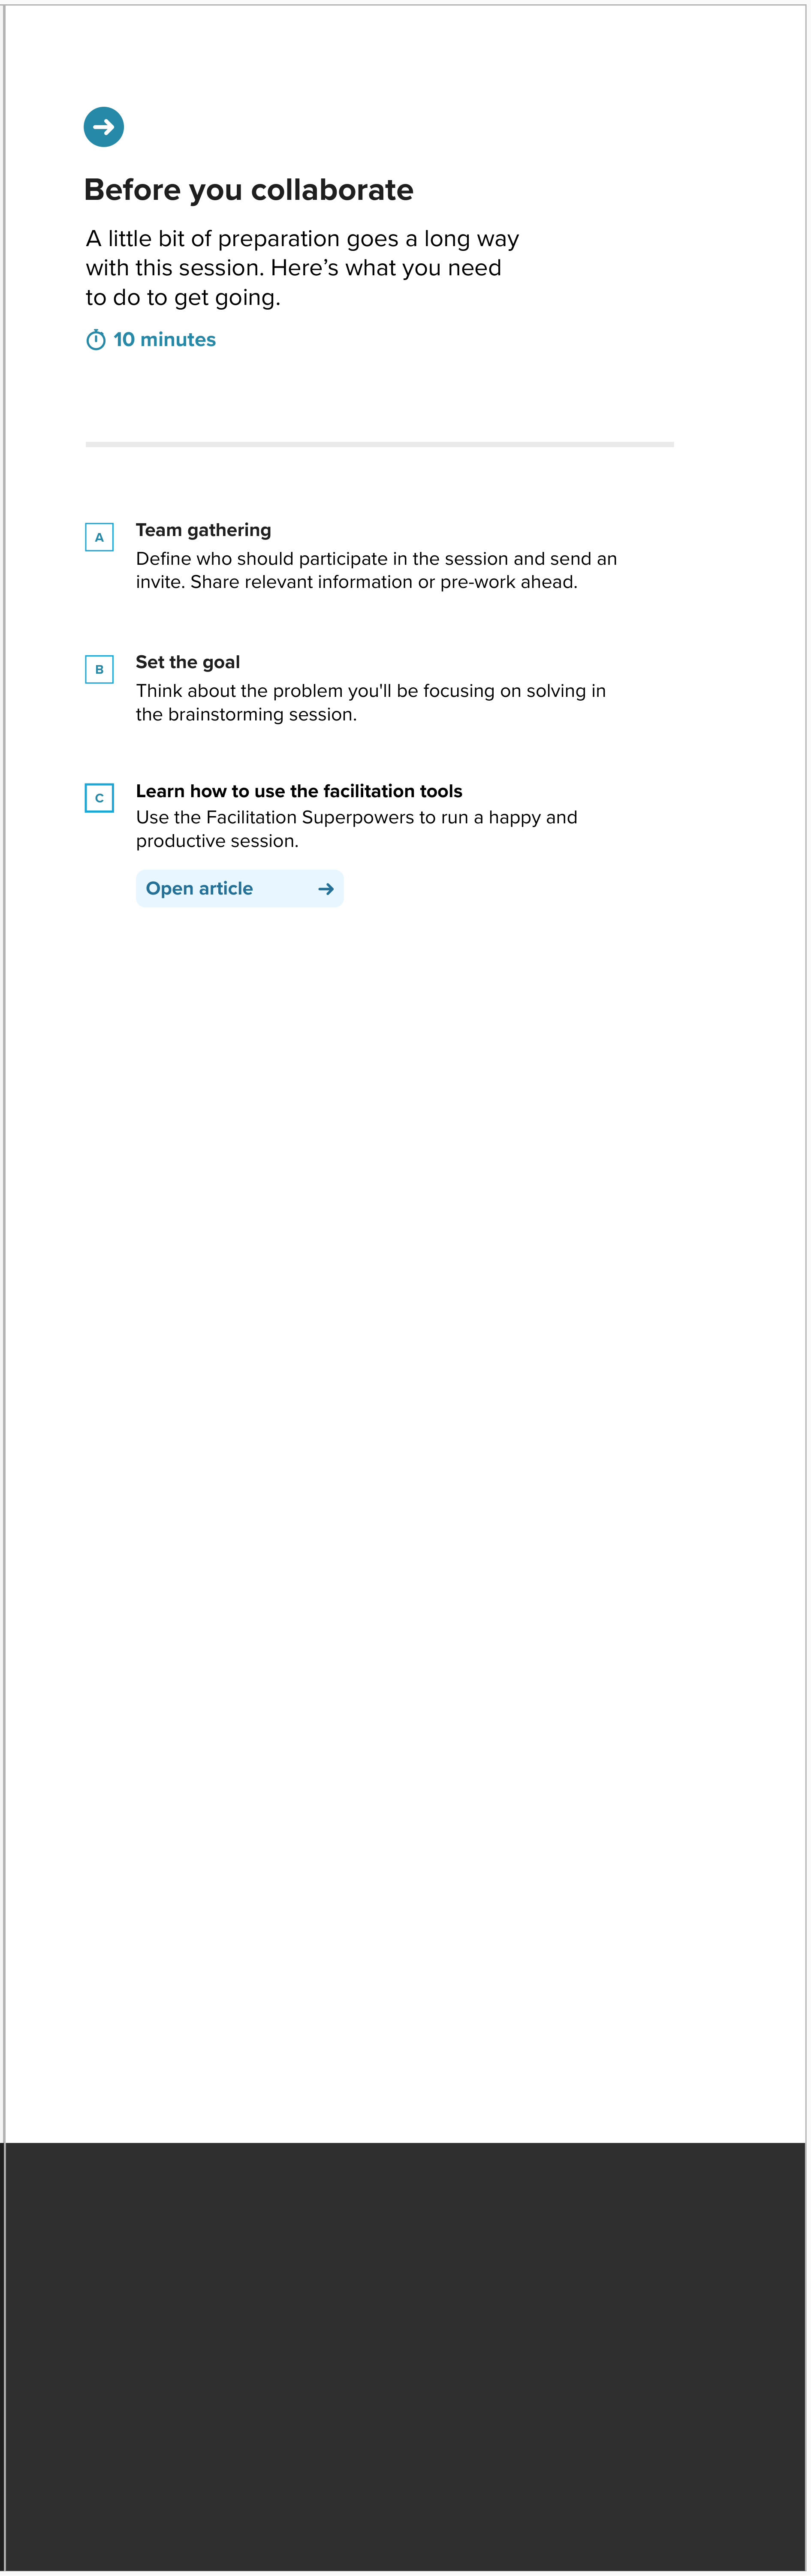 Before you collaborate
A little bit of preparation goes a long way
with this session. Here’s what you need
to do to get going.
10 minutes
A
Team gathering
Define who should participate in the session and send an
invite. Share relevant information or pre-work ahead.
B
Set the goal
Think about the problem you'll be focusing on solving in
the brainstorming session.
C
Learn how to use the facilitation tools
Use the Facilitation Superpowers to run a happy and
productive session.
Open article